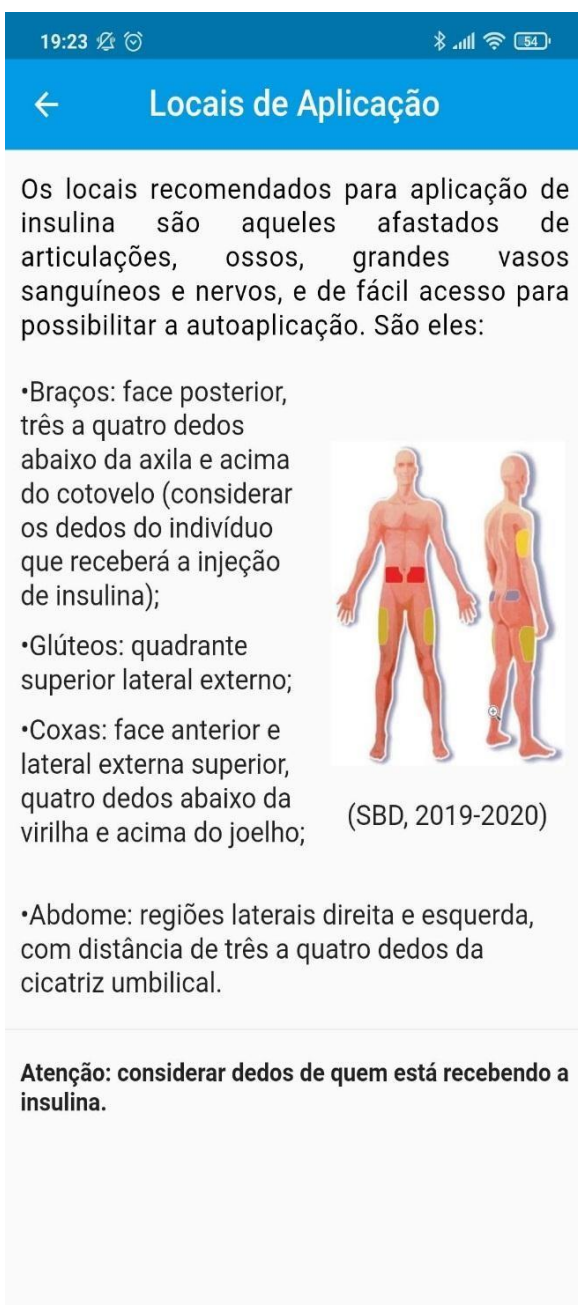 19:23
54
Locais de Aplicação
Os locais recomendados para aplicação de
insulina são aqueles afastados de
articulações, ossos, grandes vasos
sanguíneos e nervos, e de fácil acesso para
possibilitar a autoaplicação. São eles:
•Braços: face posterior,
três a quatro dedos
abaixo da axila e acima
do cotovelo (considerar
os dedos do indivíduo
que receberá a injeção
de insulina);
•Glúteos: quadrante
superior lateral externo;
•Coxas: face anterior e
lateral externa superior,
quatro dedos abaixo da
virilha e acima do joelho;
(SBD, 2019-2020)
•Abdome: regiões laterais direita e esquerda,
com distância de três a quatro dedos da
cicatriz umbilical.
Atenção: considerar dedos de quem está recebendo a
insulina.